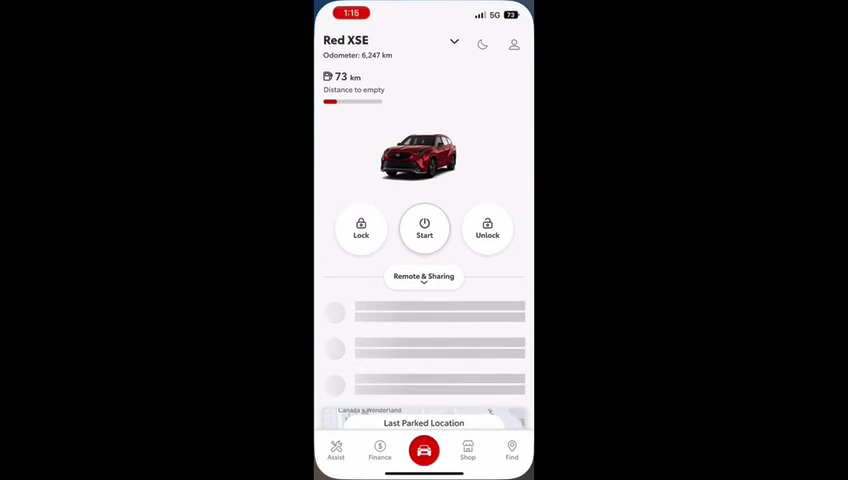 1:15
5G 73
Red XSE
Odometer: 6,247 km
73 km
Distance to empty
Lock
Start
Unlock
Remote & Sharing
Canada's Wonderland
Last Parked Location
Assist
Finance
Shop
Find